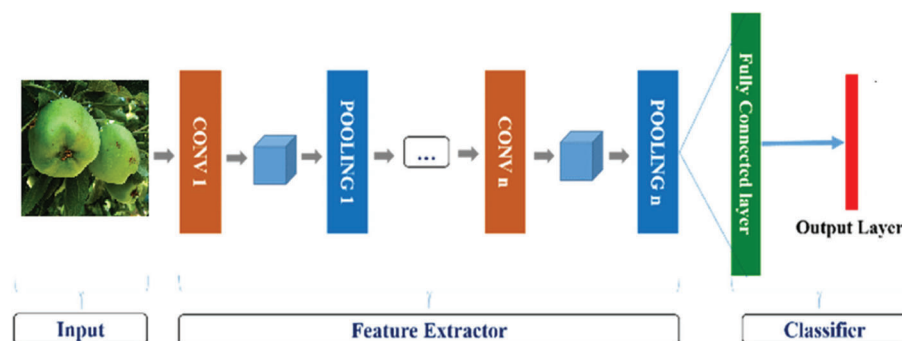 CONV 1
POOLING 1
...
CONV n
POOLING n
Fully Connected layer
Output Layer
Input
Feature Extractor
Classifier